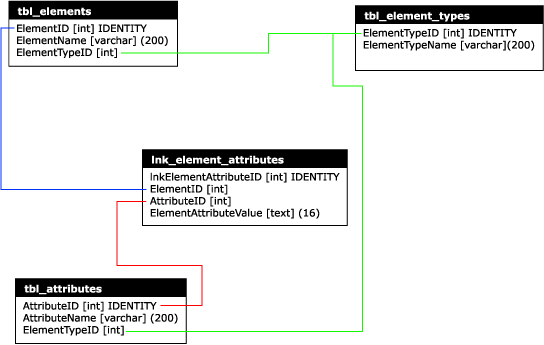 tbl_elements
ElementID [int] IDENTITY
ElementName [varchar] (200)
ElementTypeID [int]
tbl_element_types
ElementTypeID [int] IDENTITY
ElementTypeName [varchar](200)
lnk_element_attributes
lnkElementAttributeID [int] IDENTITY
ElementID [int]
AttributeID [int]
ElementAttributeValue [text] (16)
tbl_attributes
AttributeID [int] IDENTITY
AttributeName [varchar] (200)
ElementTypeID [int]